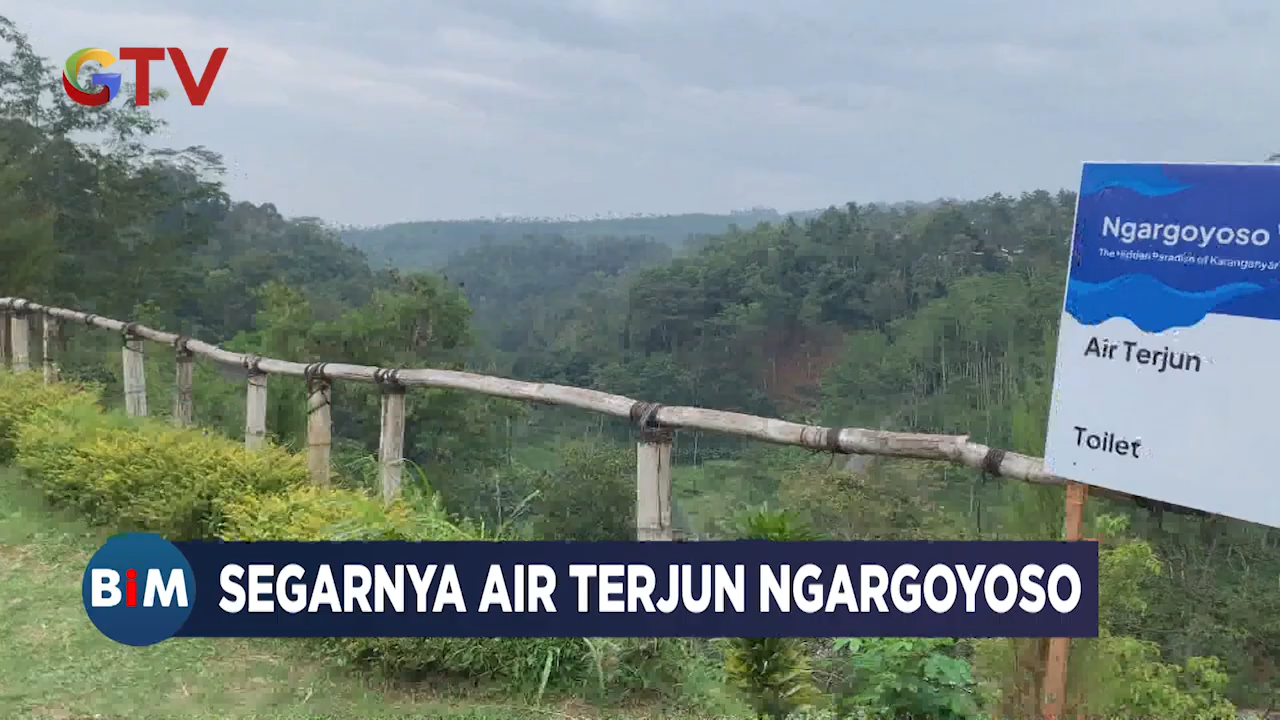 GTV
Ngargoyoso
The Hidden Paradise of Karanganyar
Air Terjun
Toilet
BiM
SEGARNYA AIR TERJUN NGARGOYOSO